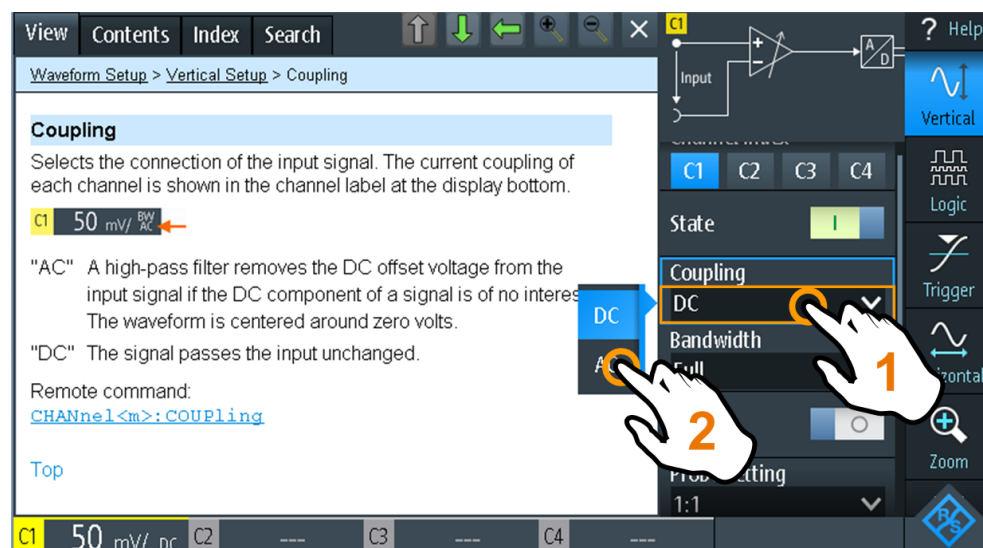 View Contents Index Search
Waveform Setup > Vertical Setup > Coupling
Coupling
Selects the connection of the input signal. The current coupling of
each channel is shown in the channel label at the display bottom.
C1 50 mV/ BW
AC
"AC" A high-pass filter removes the DC offset voltage from the
input signal if the DC component of a signal is of no interes
The waveform is centered around zero volts.
"DC" The signal passes the input unchanged.
Remote command:
CHANnel<m>:COUPling
Top
DC
2
C1
Input
A
D
C1 C2 C3 C4
State
Coupling
DC
1
Bandwidth
Full
1:1
? Help
Vertical
Logic
Trigger
Zoom
R&S
C1 50 mV/ DC C2 --- C3 --- C4 ---